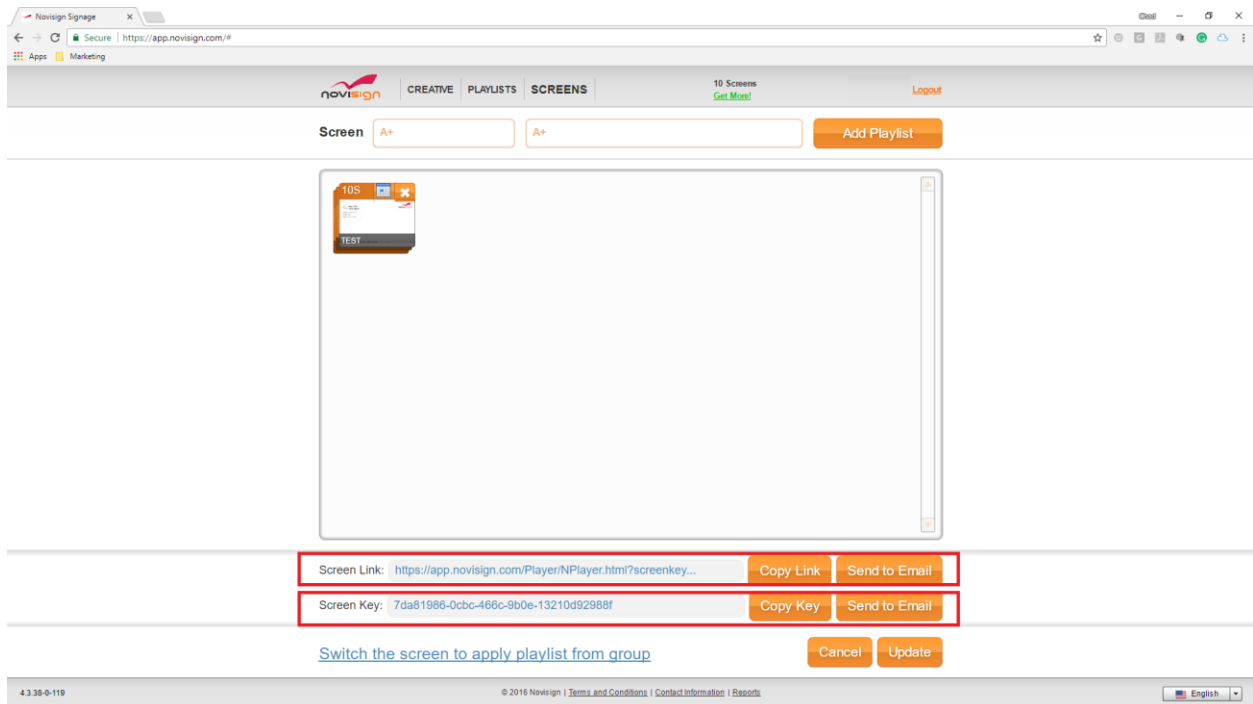 Novisign Signage
Secure | https://app.novisign.com/#
Apps Marketing
novisign CREATIVE PLAYLISTS SCREENS
10 Screens
Get More!
Logout
Screen A+ A+ Add Playlist
10S
TEST
Screen Link: https://app.novisign.com/Player/NPlayer.html?screenkey... Copy Link Send to Email
Screen Key: 7da81986-0cbc-466c-9b0e-13210d92988f Copy Key Send to Email
Switch the screen to apply playlist from group Cancel Update
4.3.38-0-119 © 2016 Novisign | Terms and Conditions | Contact Information | Reports English